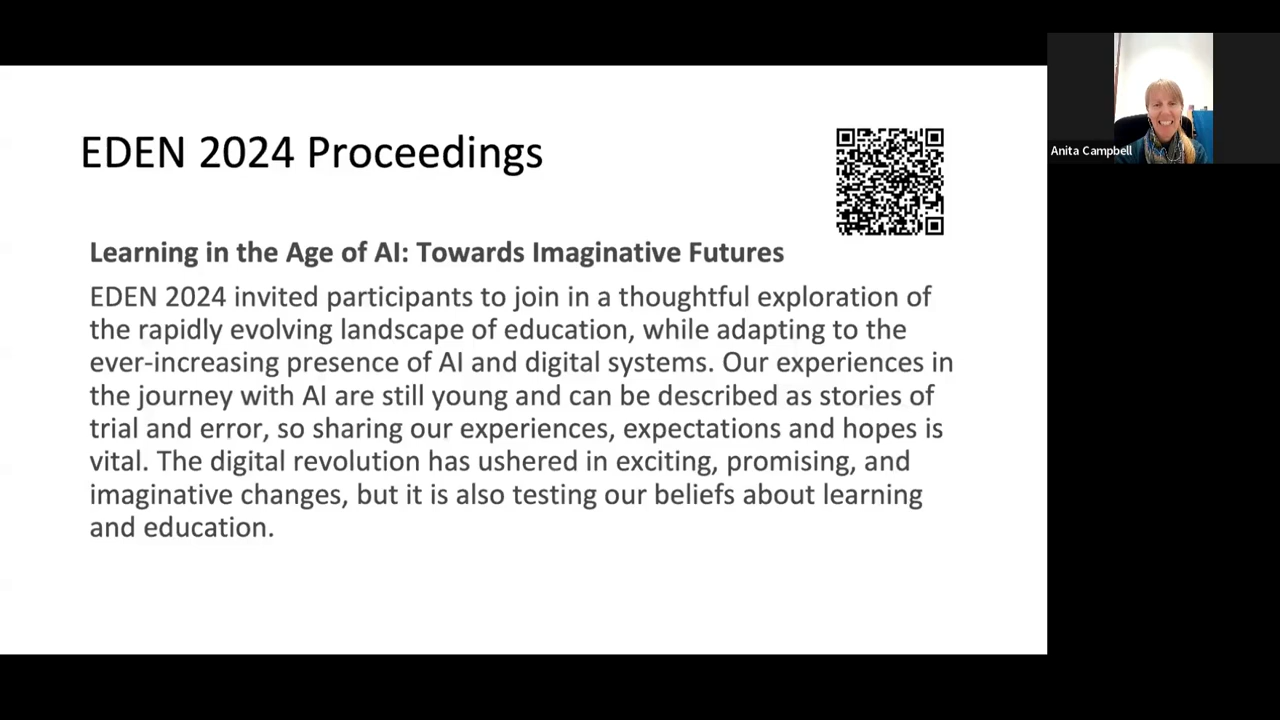 EDEN 2024 Proceedings
Anita Campbell
Learning in the Age of AI: Towards Imaginative Futures
EDEN 2024 invited participants to join in a thoughtful exploration of
the rapidly evolving landscape of education, while adapting to the
ever-increasing presence of AI and digital systems. Our experiences in
the journey with AI are still young and can be described as stories of
trial and error, so sharing our experiences, expectations and hopes is
vital. The digital revolution has ushered in exciting, promising, and
imaginative changes, but it is also testing our beliefs about learning
and education.